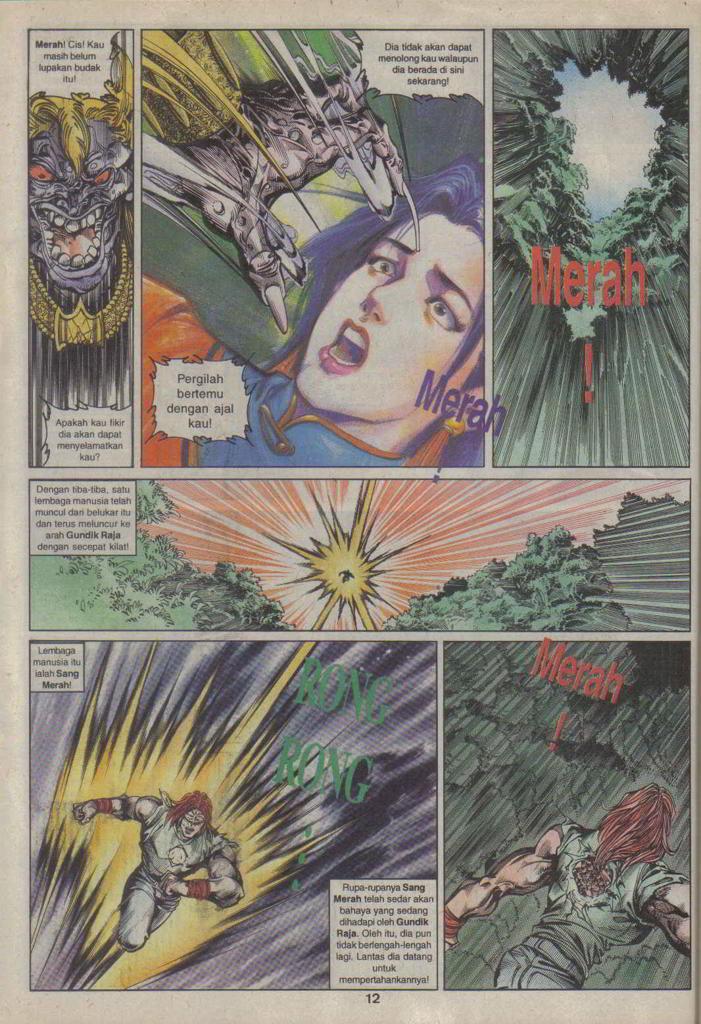 Merah! Cis! Kau
masih belum
lupakan budak
itu!
Apakah kau fikir
dia akan dapat
menyelamatkan
kau?
Dia tidak akan dapat
menolong kau walaupun
dia berada di sini
sekarang!
Pergilah
bertemu
dengan ajal
kau!
Merah
!
Merah
!
Dengan tiba-tiba, satu
lembaga manusia telah
muncul dari belukar itu
dan terus meluncur ke
arah Gundik Raja
dengan secepat kilat!
Lembaga
manusia itu
ialah Sang
Merah!
RONG
RONG
!
Rupa-rupanya Sang
Merah telah sedar akan
bahaya yang sedang
dihadapi oleh Gundik
Raja. Oleh itu, dia pun
tidak berlengah-lengah
lagi. Lantas dia datang
untuk
mempertahankannya!
Merah
!
12